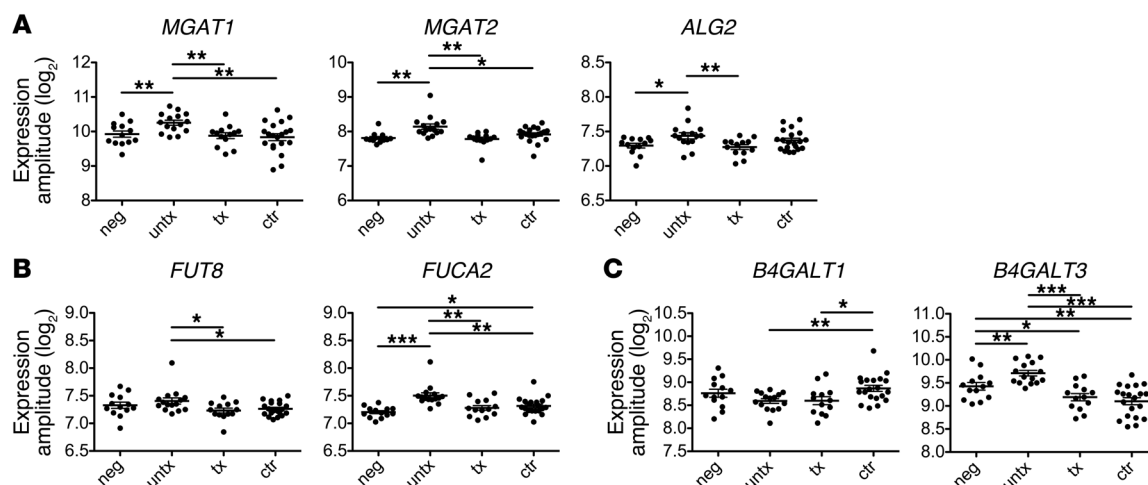 A
MGAT1
MGAT2
ALG2
Expression
amplitude (log2)
12
11
10
9
8
10
9
8
7
6
8.5
8.0
7.5
7.0
6.5
**
**
**
**
**
*
*
**
neg
untx
tx
ctr
neg
untx
tx
ctr
neg
untx
tx
ctr
B
FUT8
FUCA2
Expression
amplitude (log2)
9.0
8.5
8.0
7.5
7.0
6.5
9.0
8.5
8.0
7.5
7.0
6.5
*
*
*
**
**
***
neg
untx
tx
ctr
neg
untx
tx
ctr
C
B4GALT1
B4GALT3
Expression
amplitude (log2)
10.5
10.0
9.5
9.0
8.5
8.0
7.5
11.0
10.5
10.0
9.5
9.0
8.5
8.0
*
**
***
***
**
*
**
neg
untx
tx
ctr
neg
untx
tx
ctr